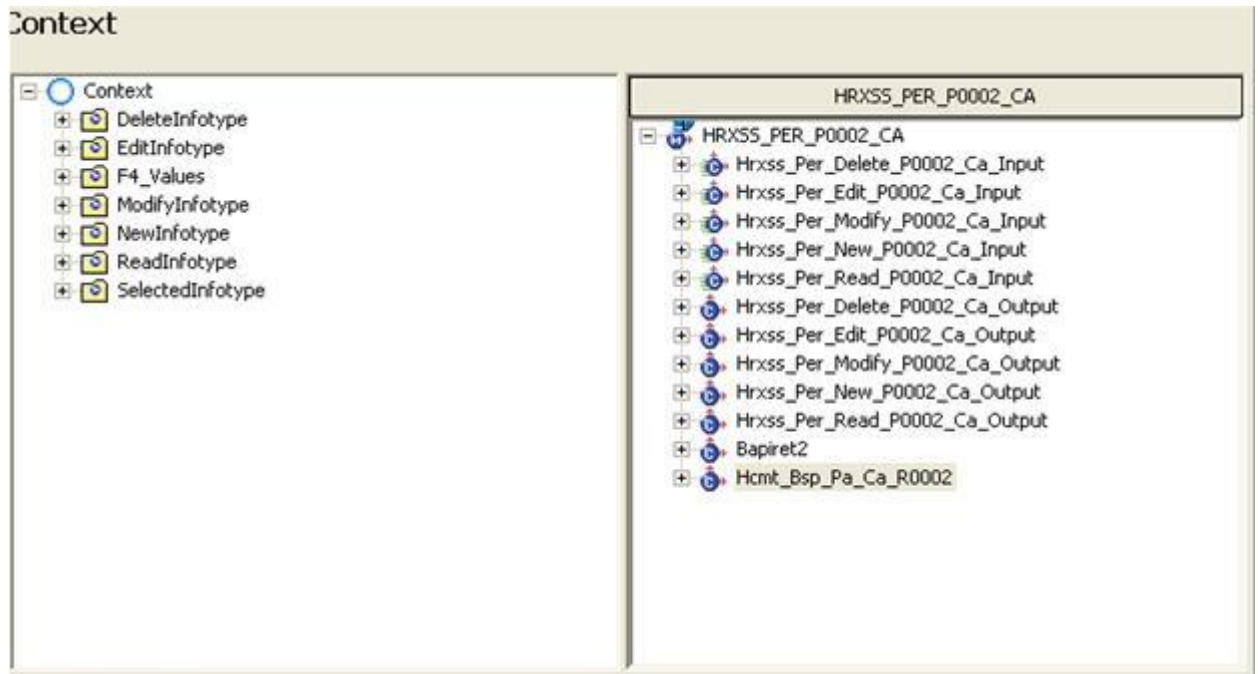 Context
Context
DeleteInfotype
EditInfotype
F4_Values
ModifyInfotype
NewInfotype
ReadInfotype
SelectedInfotype
HRXSS_PER_P0002_CA
HRXSS_PER_P0002_CA
Hrxss_Per_Delete_P0002_Ca_Input
Hrxss_Per_Edit_P0002_Ca_Input
Hrxss_Per_Modify_P0002_Ca_Input
Hrxss_Per_New_P0002_Ca_Input
Hrxss_Per_Read_P0002_Ca_Input
Hrxss_Per_Delete_P0002_Ca_Output
Hrxss_Per_Edit_P0002_Ca_Output
Hrxss_Per_Modify_P0002_Ca_Output
Hrxss_Per_New_P0002_Ca_Output
Hrxss_Per_Read_P0002_Ca_Output
Bapiret2
Hcmt_Bsp_Pa_Ca_R0002